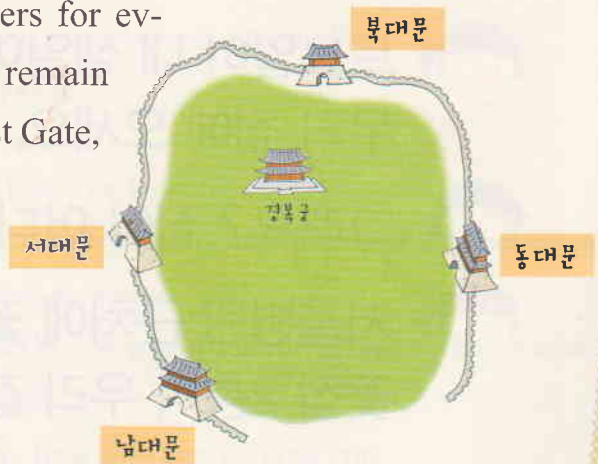 ers for ev-
remain
st Gate,
북대문
경복궁
서대문
동대문
남대문